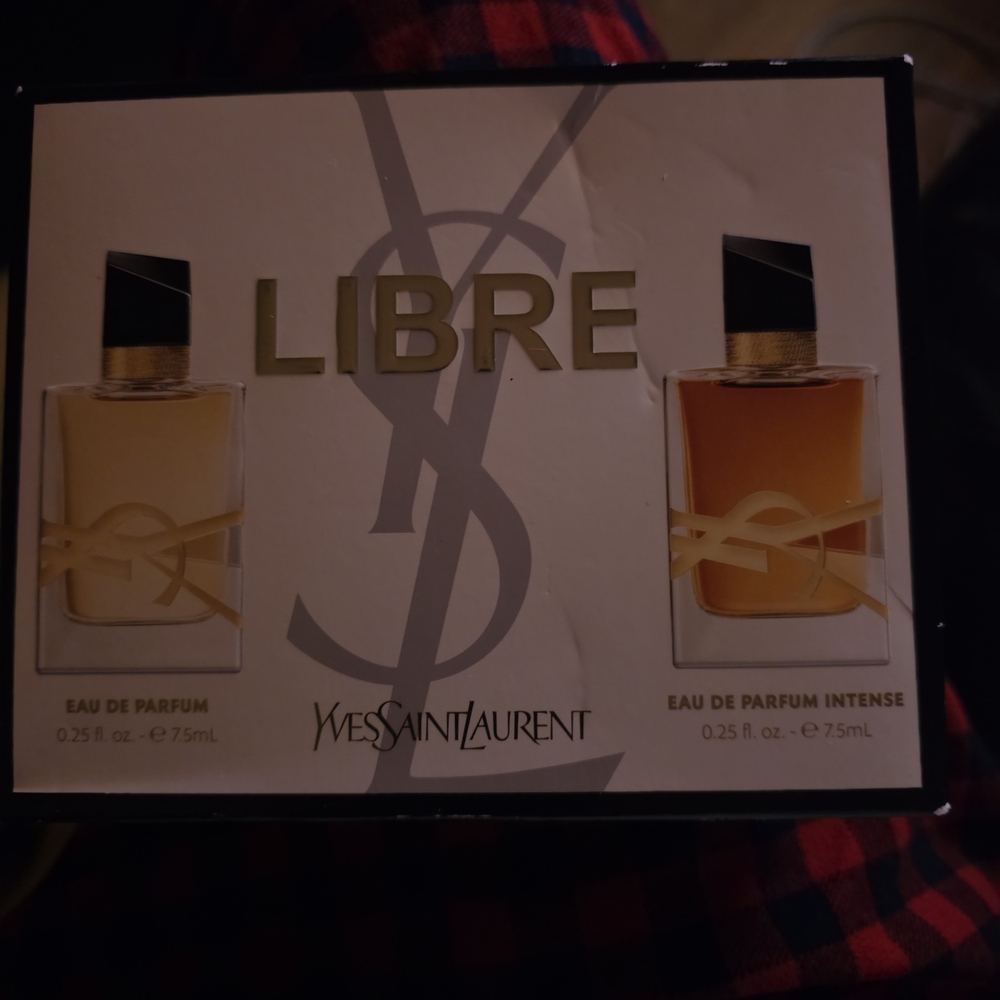 LIBRE
EAU DE PARFUM
0.25 fl. oz. - ℮ 7.5mL
YVESSAINTLAURENT
EAU DE PARFUM INTENSE
0.25 fl. oz. - ℮ 7.5mL